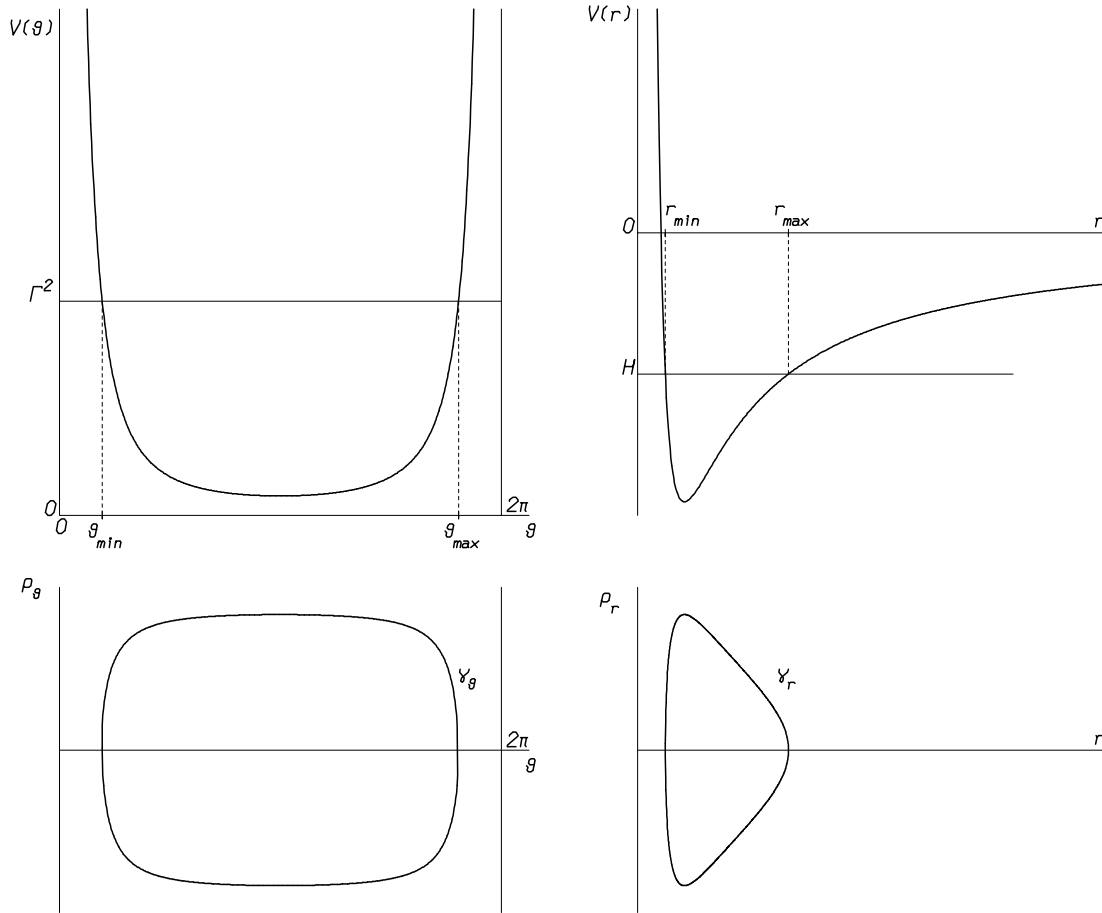 V(ϑ)
Γ²
0
0
ϑ_min
ϑ_max
2π
ϑ
V(r)
0
r_min
r_max
r
H
p_ϑ
γ_ϑ
2π
ϑ
p_r
γ_r
r